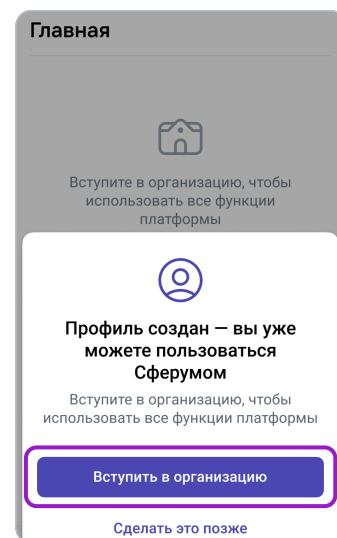 Главная
Вступите в организацию, чтобы
использовать все функции
платформы
Профиль создан — вы уже
можете пользоваться
Сферумом
Вступите в организацию, чтобы
использовать все функции платформы
Вступить в организацию
Сделать это позже